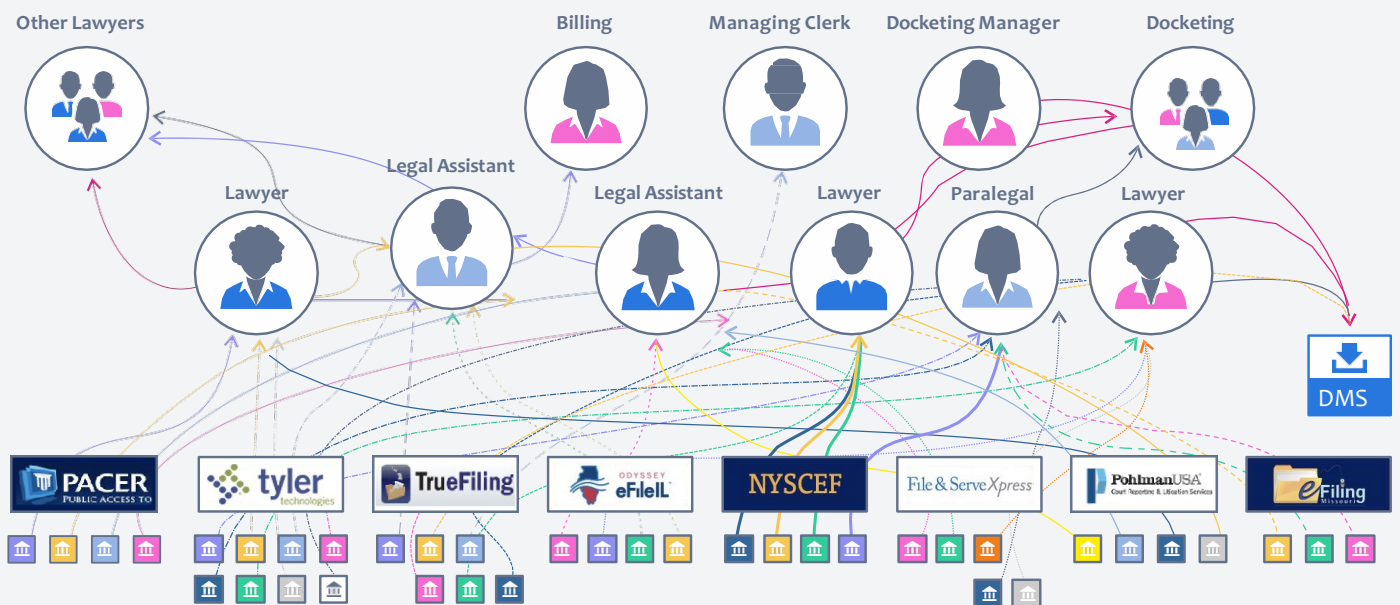 Other Lawyers
Billing
Managing Clerk
Docketing Manager
Docketing
Legal Assistant
Lawyer
Legal Assistant
Lawyer
Paralegal
Lawyer
DMS
PACER
PUBLIC ACCESS TO
tyler
technologies
TrueFiling
ODYSSEY
eFileIL
NYSCEF
File & ServeXpress
PohlmanUSA
Court Reporting & Litigation Services
eFiling
Missouri